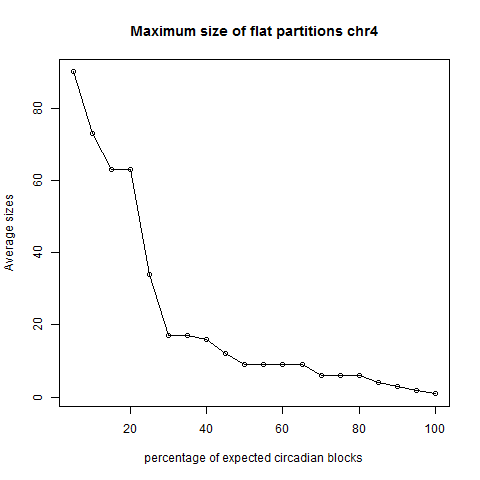 Maximum size of flat partitions chr4
Average sizes
80
60
40
20
0
20 40 60 80 100
percentage of expected circadian blocks